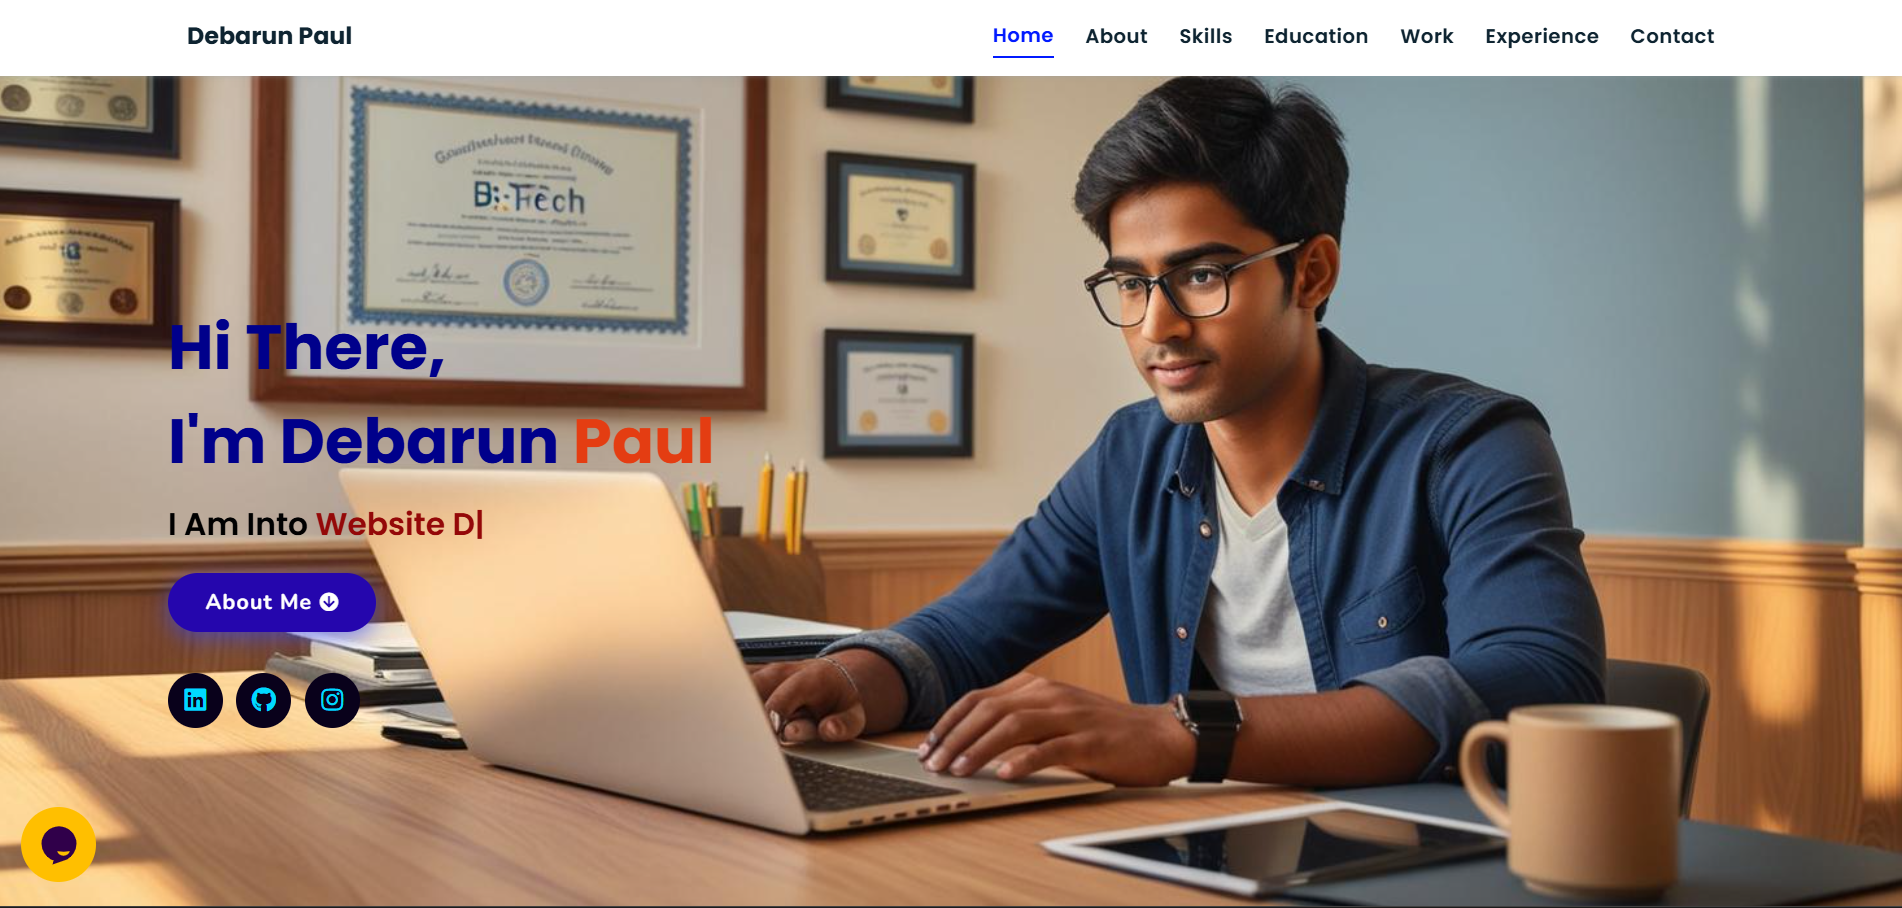 Debarun Paul
Home About Skills Education Work Experience Contact
B.Tech
Hi There,
I'm Debarun Paul
I Am Into Website D|
About Me